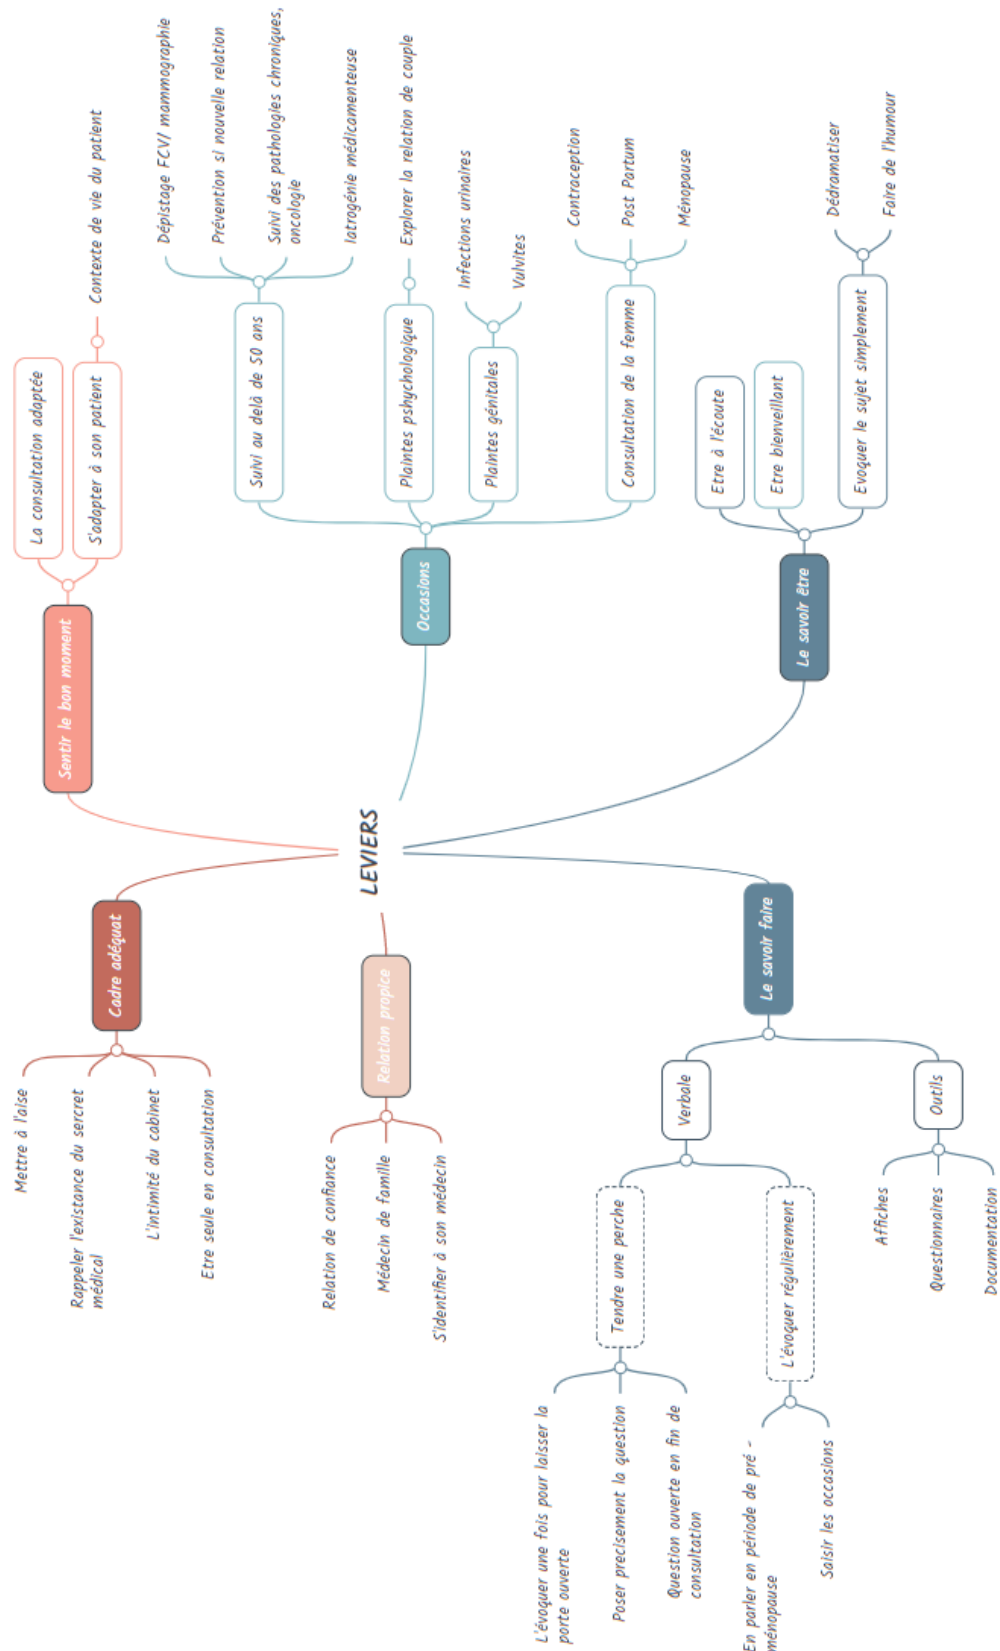 LEVIERS
Cadre adéquat
Mettre à l'aise
Rappeler l'existance du sercret
médical
L'intimité du cabinet
Etre seule en consultation
Relation propice
Relation de confiance
Médecin de famille
S'identifier à son médecin
Le savoir faire
Verbale
Tendre une perche
L'évoquer une fois pour laisser la
porte ouverte
Poser precisement la question
Question ouverte en fin de
consultation
L'évoquer régulièrement
En parler en période de pré -
ménopause
Saisir les occasions
Outils
Affiches
Questionnaires
Documentation
Sentir le bon moment
La consultation adaptée
S'adapter à son patient
Contexte de vie du patient
Occasions
Suivi au delà de 50 ans
Dépistage FCV/ mammographie
Prévention si nouvelle relation
Suivi des pathologies chroniques,
oncologie
Iatrogénie médicamenteuse
Plaintes pshychologique
Explorer la relation de couple
Plaintes génitales
Infections urinaires
Vulvites
Consultation de la femme
Contraception
Post Partum
Ménopause
Le savoir être
Etre à l'écoute
Etre bienveillant
Evoquer le sujet simplement
Dédramatiser
Faire de l'humour